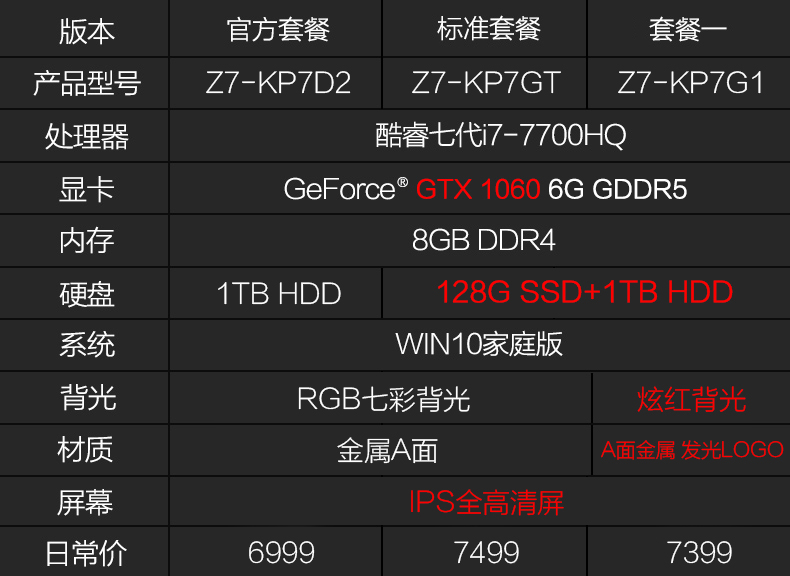 版本 官方套餐 标准套餐 套餐一
产品型号 Z7-KP7D2 Z7-KP7GT Z7-KP7G1
处理器 酷睿七代i7-7700HQ
显卡 GeForce® GTX 1060 6G GDDR5
内存 8GB DDR4
硬盘 1TB HDD 128G SSD+1TB HDD
系统 WIN10家庭版
背光 RGB七彩背光 炫红背光
材质 金属A面 A面金属 发光LOGO
屏幕 IPS全高清屏
日常价 6999 7499 7399